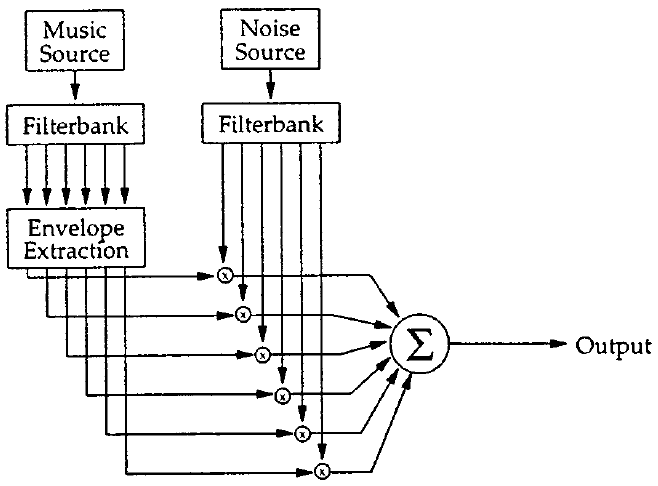 Music
Source
Noise
Source
Filterbank
Filterbank
Envelope
Extraction
x
x
x
x
x
x
Σ
Output